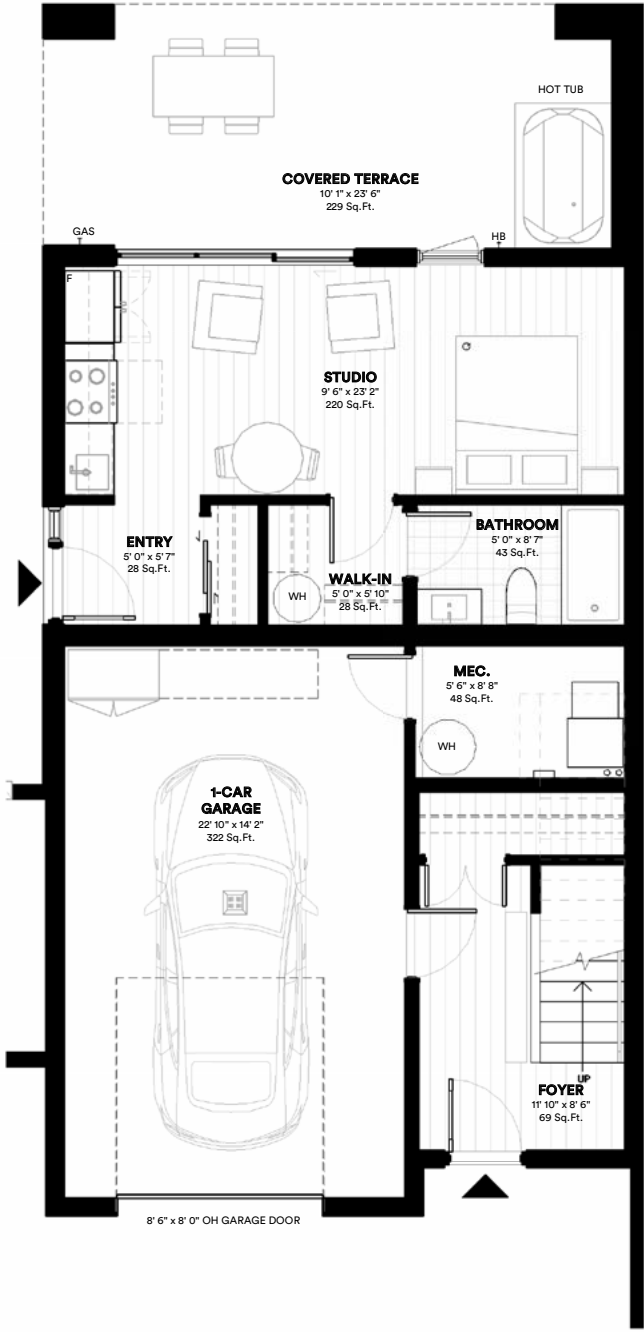 HOT TUB
COVERED TERRACE
10' 1" x 23' 6"
229 Sq.Ft.
GAS
HB
F
STUDIO
9' 6" x 23' 2"
220 Sq.Ft.
ENTRY
5' 0" x 5' 7"
28 Sq.Ft.
BATHROOM
5' 0" x 8' 7"
43 Sq.Ft.
WALK-IN
5' 0" x 5' 10"
28 Sq.Ft.
WH
MEC.
5' 6" x 8' 8"
48 Sq.Ft.
WH
1-CAR
GARAGE
22' 10" x 14' 2"
322 Sq.Ft.
UP
FOYER
11' 10" x 8' 6"
69 Sq.Ft.
8' 6" x 8' 0" OH GARAGE DOOR